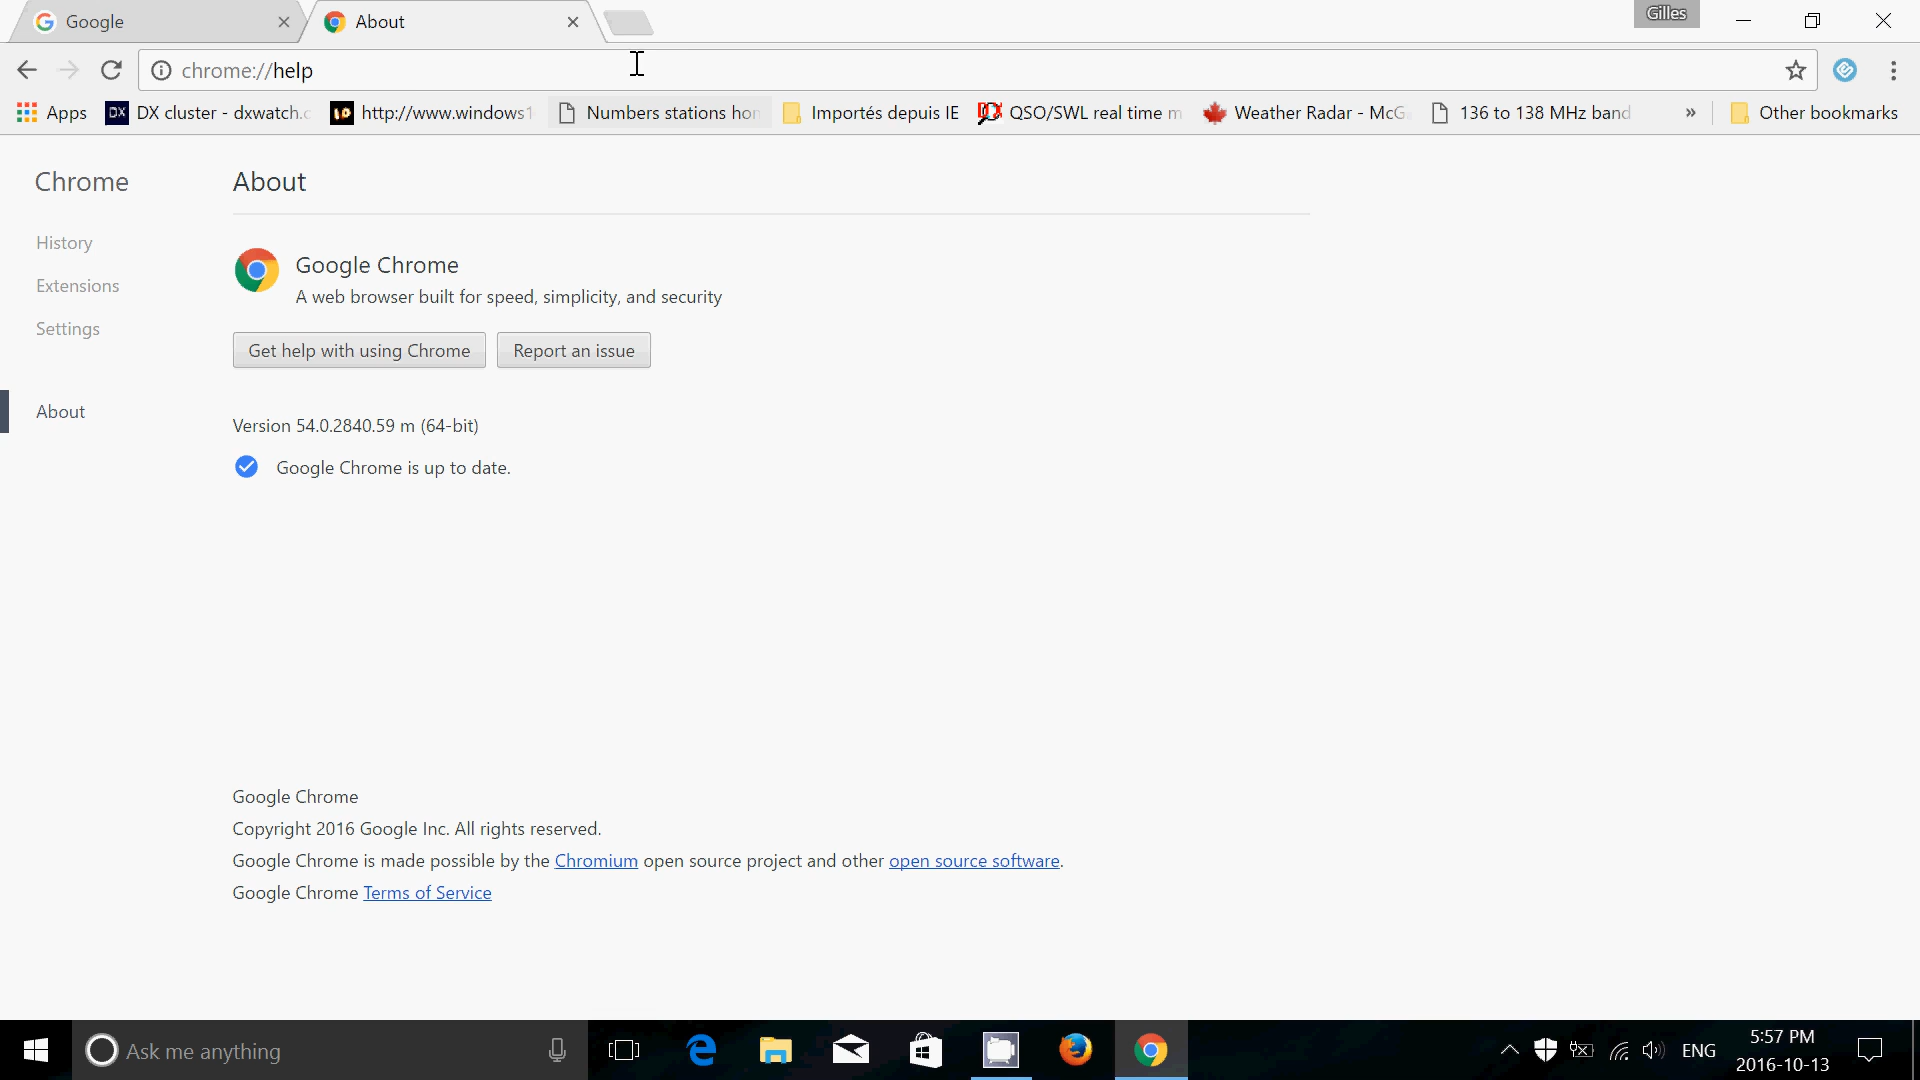 Google
About
Gilles
chrome://help
Apps
DX
DX cluster - dxwatch.c
10
http://www.windows1
Numbers stations hom
Importés depuis IE
QSO/SWL real time m
Weather Radar - McG
136 to 138 MHz band
»
Other bookmarks
Chrome
About
History
Extensions
Settings
About
Google Chrome
A web browser built for speed, simplicity, and security
Get help with using Chrome
Report an issue
Version 54.0.2840.59 m (64-bit)
Google Chrome is up to date.
Google Chrome
Copyright 2016 Google Inc. All rights reserved.
Google Chrome is made possible by the Chromium open source project and other open source software.
Google Chrome Terms of Service
Ask me anything
ENG
5:57 PM
2016-10-13